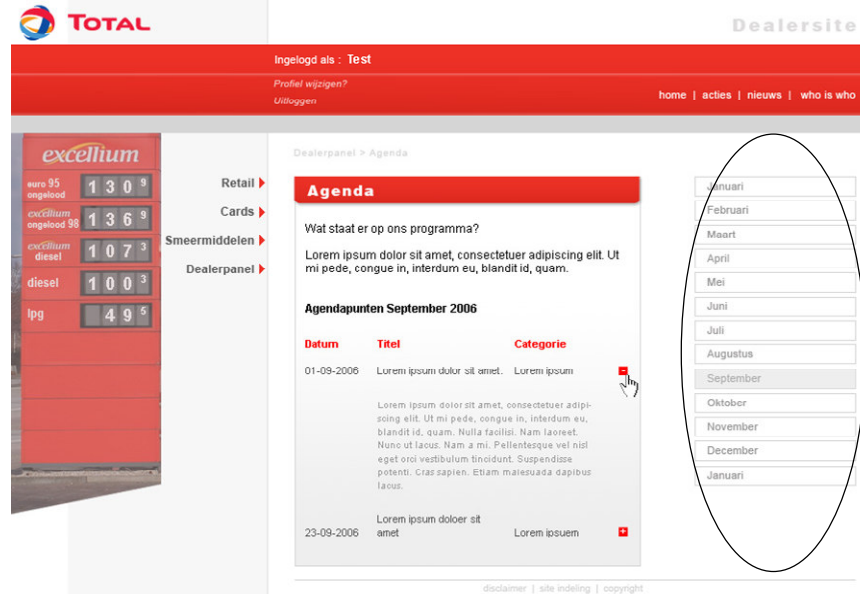 TOTAL
Dealersite
Ingelogd als : Test
Profiel wijzigen?
Uitloggen
home | acties | nieuws | who is who
Dealerpanel > Agenda
excellium
euro 95
ongelood
1 3 0 9
excellium
ongelood 98
1 3 6 9
excellium
diesel
1 0 7 3
diesel
1 0 0 3
lpg
4 9 5
Retail
Cards
Smeermiddelen
Dealerpanel
Agenda
Wat staat er op ons programma?
Lorem ipsum dolor sit amet, consectetuer adipiscing elit. Ut
mi pede, congue in, interdum eu, blandit id, quam.
Agendapunten September 2006
Datum Titel Categorie
01-09-2006 Lorem ipsum dolor sit amet. Lorem ipsum
Lorem ipsum dolor sit amet, consectetuer adipi-
scing elit. Ut mi pede, congue in, interdum eu,
blandit id, quam. Nulla facilisi. Nam laoreet.
Nunc ut lacus. Nam a mi. Pellentesque vel nisl
eget orci vestibulum tincidunt. Suspendisse
potenti. Cras sapien. Etiam malesuada dapibus
lacus.
23-09-2006 Lorem ipsum doloer sit
amet Lorem ipsuem
Januari
Februari
Maart
April
Mei
Juni
Juli
Augustus
September
Oktober
November
December
Januari
disclaimer | site indeling | copyright